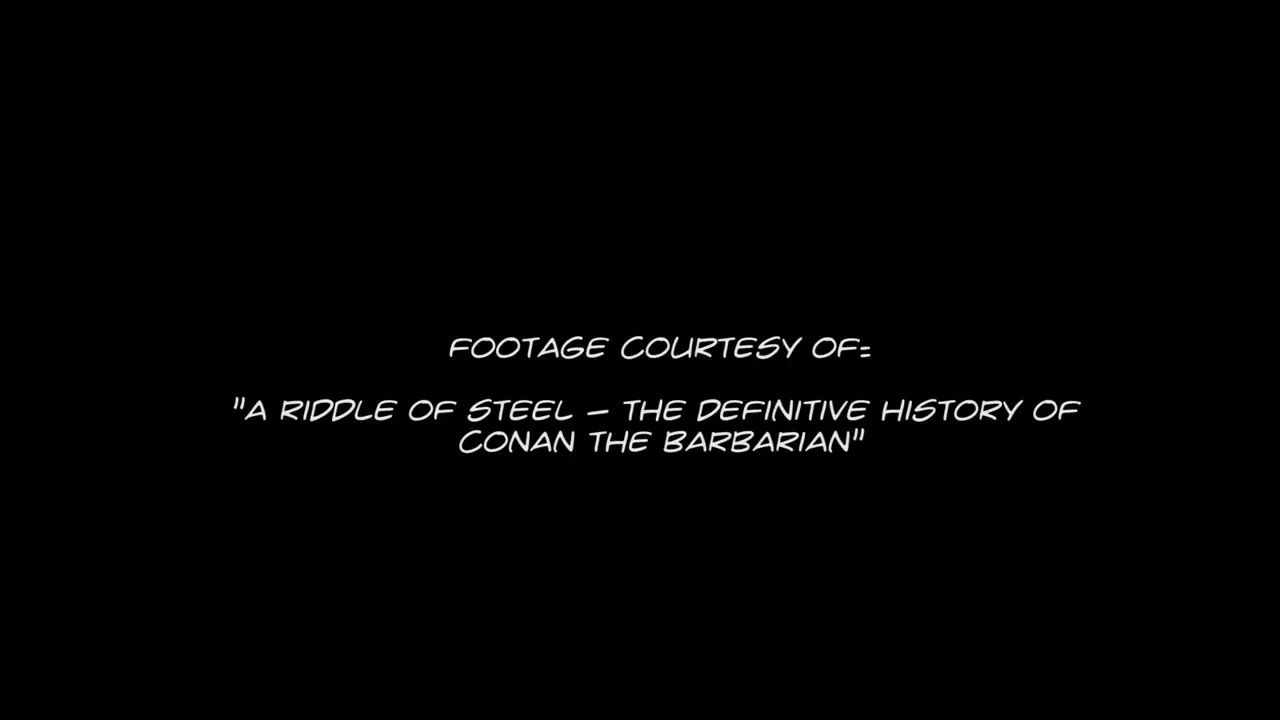 FOOTAGE COURTESY OF:
"A RIDDLE OF STEEL – THE DEFINITIVE HISTORY OF
CONAN THE BARBARIAN"